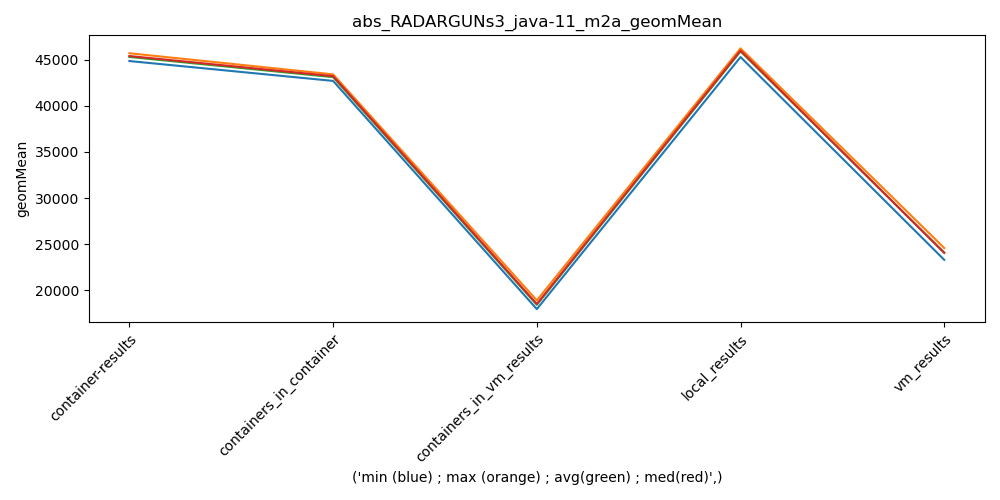 abs_RADARGUNs3_java-11_m2a_geomMean
geomMean
45000
40000
35000
30000
25000
20000
container-results
containers_in_container
containers_in_vm_results
local_results
vm_results
('min (blue) ; max (orange) ; avg(green) ; med(red)',)